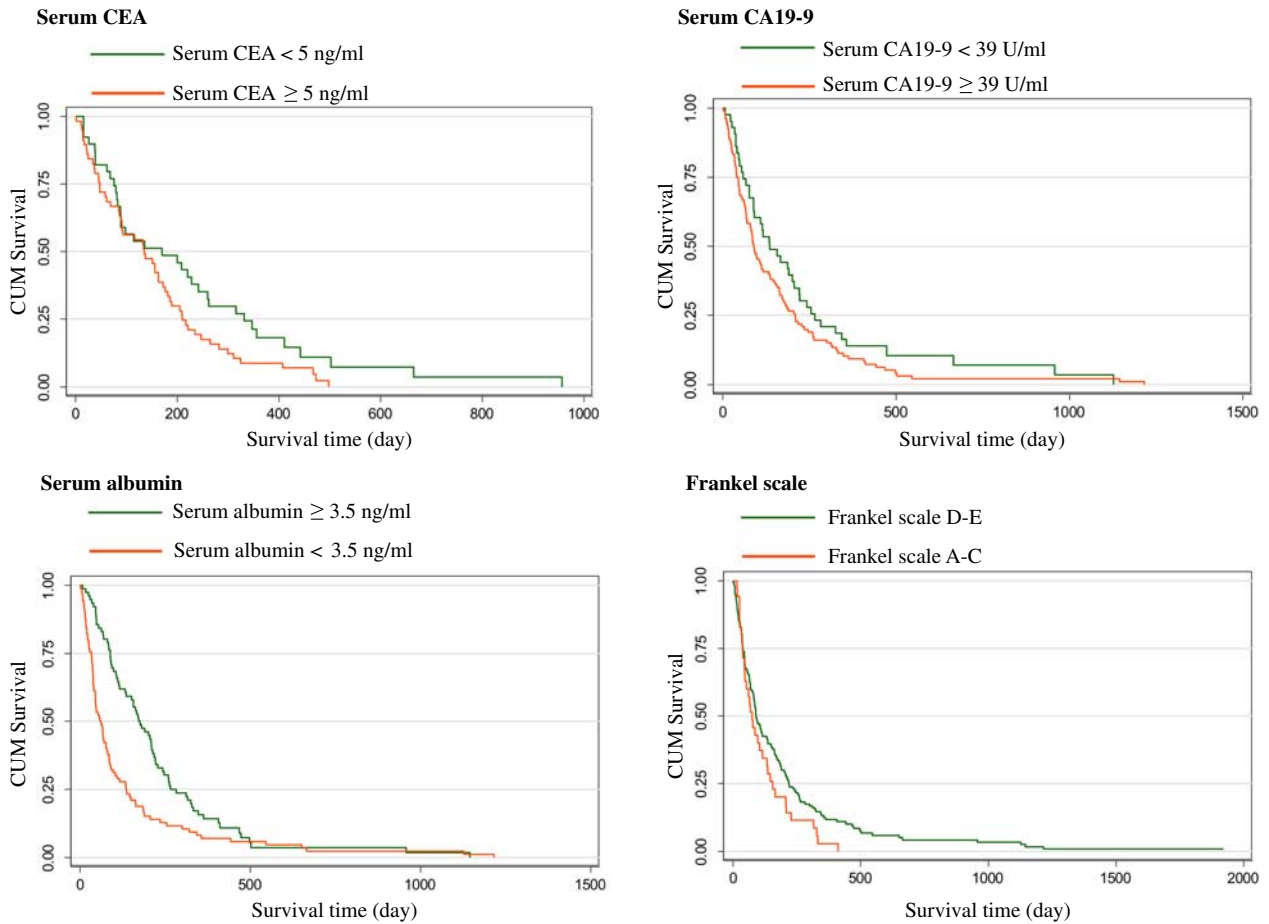 Serum CEA
Serum CEA < 5 ng/ml
Serum CEA ≥ 5 ng/ml
1.00
0.75
0.50
0.25
0.00
CUM Survival
0 200 400 600 800 1000
Survival time (day)
Serum CA19-9
Serum CA19-9 < 39 U/ml
Serum CA19-9 ≥ 39 U/ml
1.00
0.75
0.50
0.25
0.00
CUM Survival
0 500 1000 1500
Survival time (day)
Serum albumin
Serum albumin ≥ 3.5 ng/ml
Serum albumin < 3.5 ng/ml
1.00
0.75
0.50
0.25
0.00
CUM Survival
0 500 1000 1500
Survival time (day)
Frankel scale
Frankel scale D-E
Frankel scale A-C
1.00
0.75
0.50
0.25
0.00
CUM Survival
0 500 1000 1500 2000
Survival time (day)